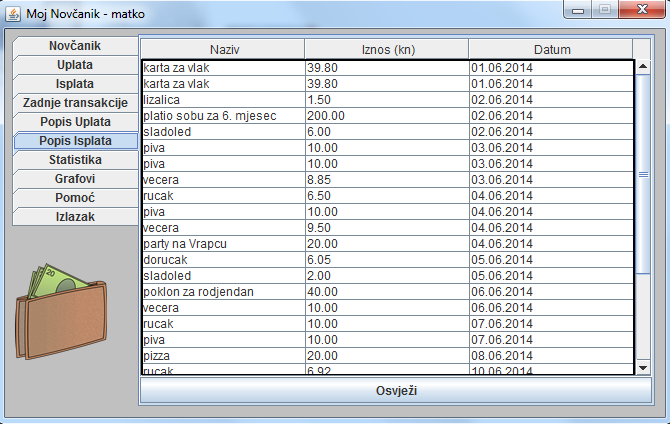 Moj Novčanik - matko
Novčanik
Uplata
Isplata
Zadnje transakcije
Popis Uplata
Popis Isplata
Statistika
Grafovi
Pomoć
Izlazak
20
Naziv Iznos (kn) Datum
karta za vlak 39.80 01.06.2014
karta za vlak 39.80 01.06.2014
lizalica 1.50 02.06.2014
platio sobu za 6. mjesec 200.00 02.06.2014
sladoled 6.00 02.06.2014
piva 10.00 03.06.2014
piva 10.00 03.06.2014
vecera 8.85 03.06.2014
rucak 6.50 04.06.2014
piva 10.00 04.06.2014
vecera 9.50 04.06.2014
party na Vrapcu 20.00 04.06.2014
dorucak 6.05 05.06.2014
sladoled 2.00 05.06.2014
poklon za rodjendan 40.00 06.06.2014
vecera 10.00 06.06.2014
rucak 10.00 07.06.2014
piva 10.00 07.06.2014
pizza 20.00 08.06.2014
rucak 6.92 10.06.2014
Osvježi